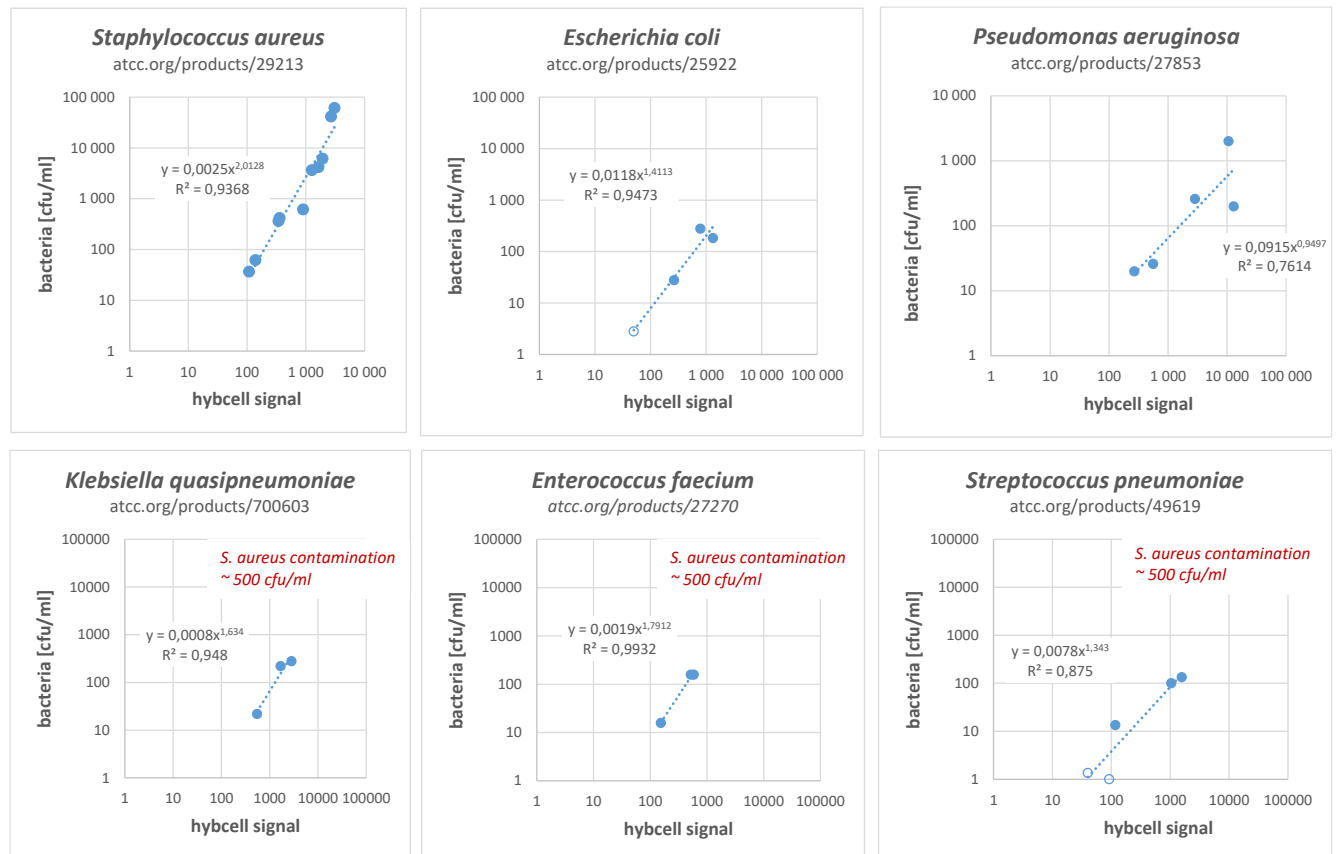 Staphylococcus aureus
atcc.org/products/29213
100 000
10 000
1 000
100
10
1
bacteria [cfu/ml]
y = 0,0025x^2,0128
R² = 0,9368
1 10 100 1 000 10 000
hybcell signal
Escherichia coli
atcc.org/products/25922
100 000
10 000
1 000
100
10
1
bacteria [cfu/ml]
y = 0,0118x^1,4113
R² = 0,9473
1 10 100 1 000 10 000 100 000
hybcell signal
Pseudomonas aeruginosa
atcc.org/products/27853
10 000
1 000
100
10
1
bacteria [cfu/ml]
y = 0,0915x^0,9497
R² = 0,7614
1 10 100 1 000 10 000 100 000
hybcell signal
Klebsiella quasipneumoniae
atcc.org/products/700603
100000
10000
1000
100
10
1
bacteria [cfu/ml]
S. aureus contamination
~ 500 cfu/ml
y = 0,0008x^1,634
R² = 0,948
1 10 100 1000 10000 100000
hybcell signal
Enterococcus faecium
atcc.org/products/27270
100000
10000
1000
100
10
1
bacteria [cfu/ml]
S. aureus contamination
~ 500 cfu/ml
y = 0,0019x^1,7912
R² = 0,9932
1 10 100 1 000 10 000 100 000
hybcell signal
Streptococcus pneumoniae
atcc.org/products/49619
100000
10000
1000
100
10
1
bacteria [cfu/ml]
S. aureus contamination
~ 500 cfu/ml
y = 0,0078x^1,343
R² = 0,875
1 10 100 1000 10000 100000
hybcell signal